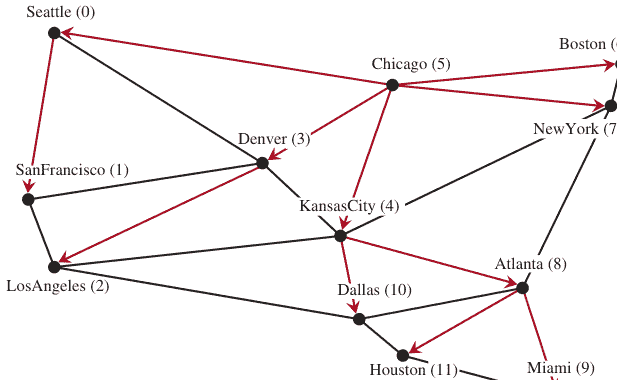 Seattle (0)
Chicago (5)
Boston (
Denver (3)
NewYork (7
SanFrancisco (1)
KansasCity (4)
Atlanta (8)
LosAngeles (2)
Dallas (10)
Houston (11)
Miami (9)